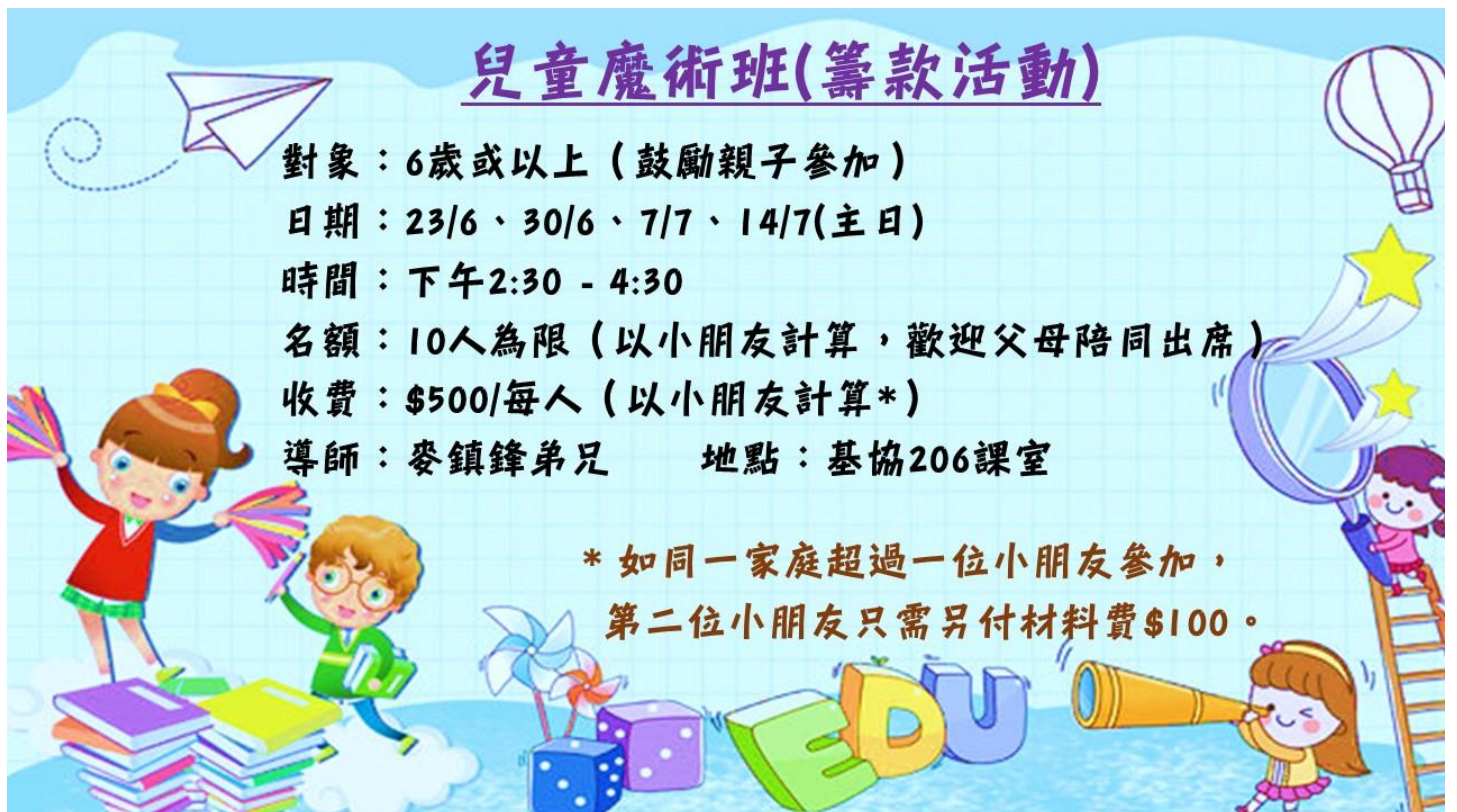 兒童魔術班(籌款活動)
對象：6歲或以上（鼓勵親子參加）
日期：23/6、30/6、7/7、14/7(主日)
時間：下午2:30 - 4:30
名額：10人為限（以小朋友計算，歡迎父母陪同出席）
收費：$500/每人（以小朋友計算*）
導師：麥鎮鋒弟兄 地點：基協206課室
* 如同一家庭超過一位小朋友參加，
第二位小朋友只需另付材料費$100。
EDU